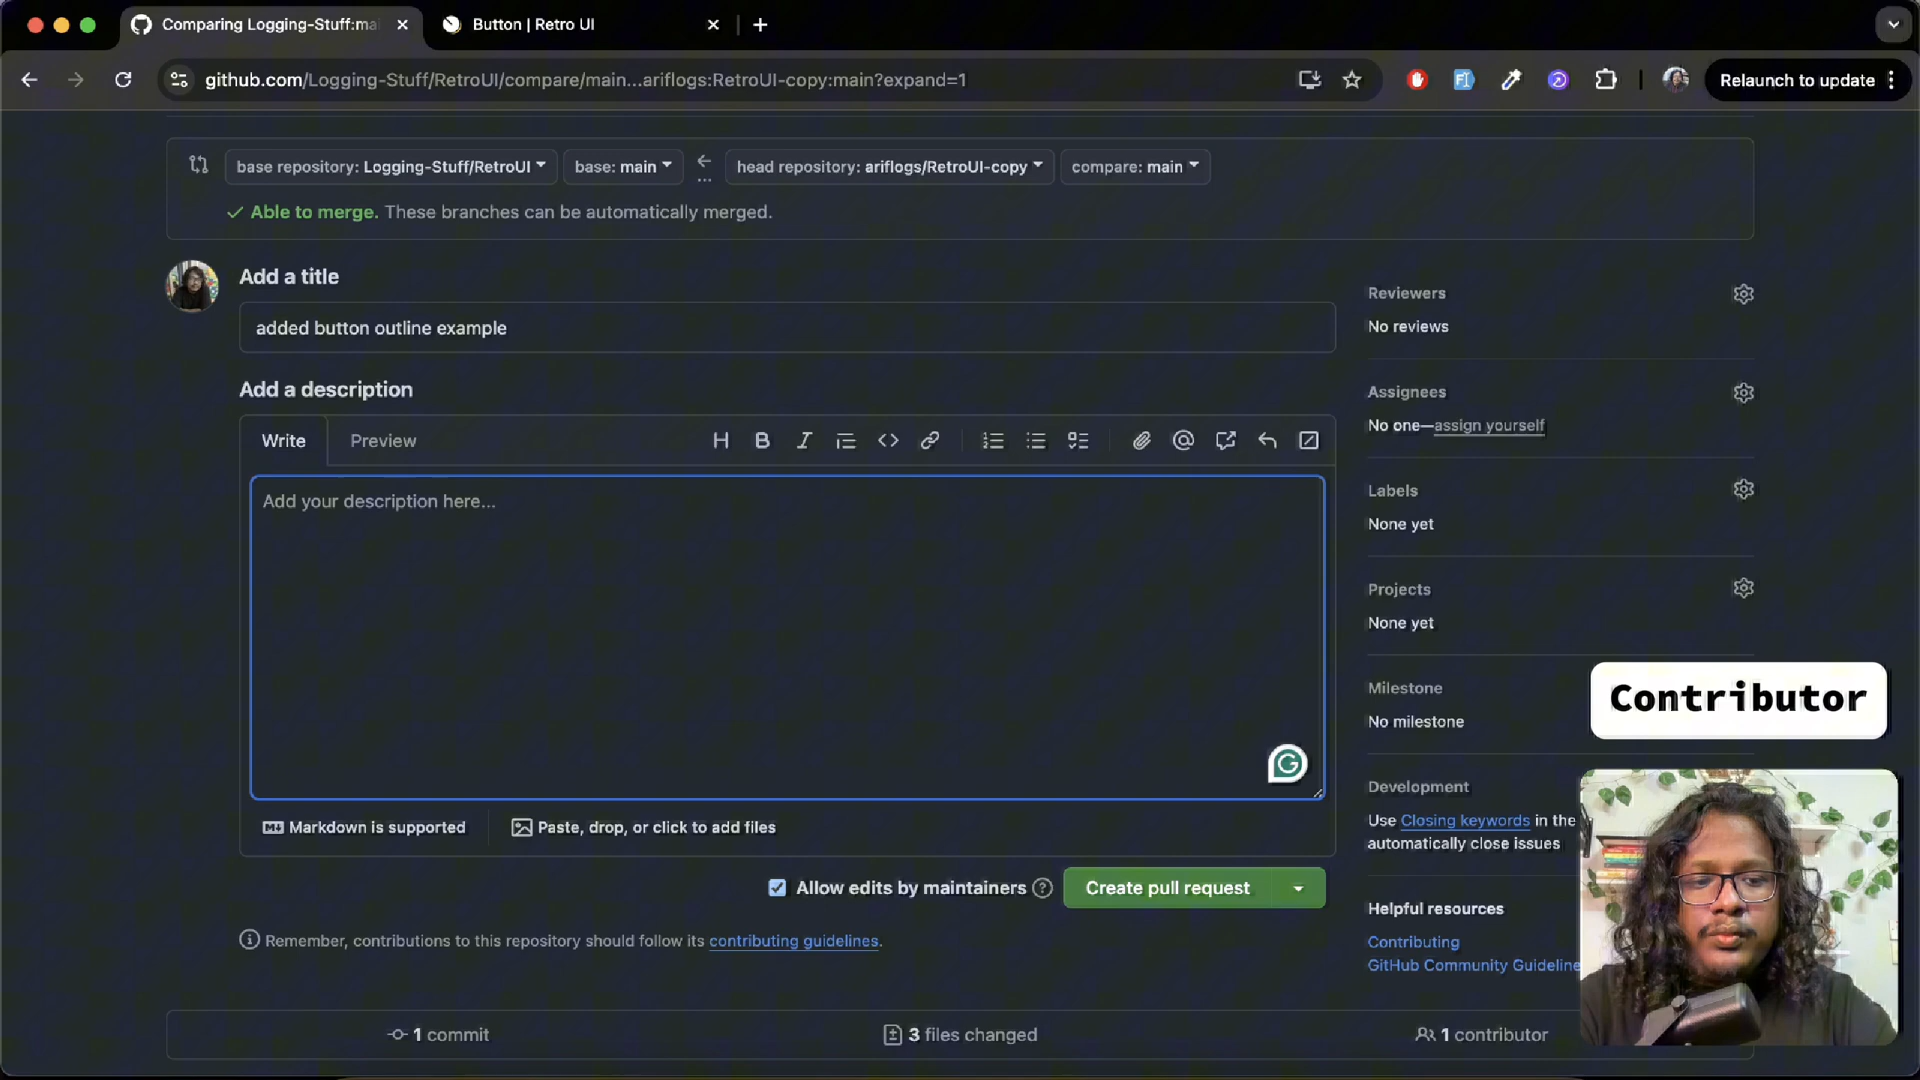 Comparing Logging-Stuff:mai
Button | Retro UI
github.com/Logging-Stuff/RetroUI/compare/main...ariflogs:RetroUI-copy:main?expand=1
Relaunch to update
base repository: Logging-Stuff/RetroUI
base: main
head repository: ariflogs/RetroUI-copy
compare: main
Able to merge. These branches can be automatically merged.
Add a title
added button outline example
Add a description
Write
Preview
Add your description here...
Markdown is supported
Paste, drop, or click to add files
Allow edits by maintainers
Create pull request
Remember, contributions to this repository should follow its contributing guidelines.
Reviewers
No reviews
Assignees
No one—assign yourself
Labels
None yet
Projects
None yet
Milestone
No milestone
Contributor
Development
Use Closing keywords in the
automatically close issues
Helpful resources
Contributing
GitHub Community Guideline
1 commit
3 files changed
1 contributor